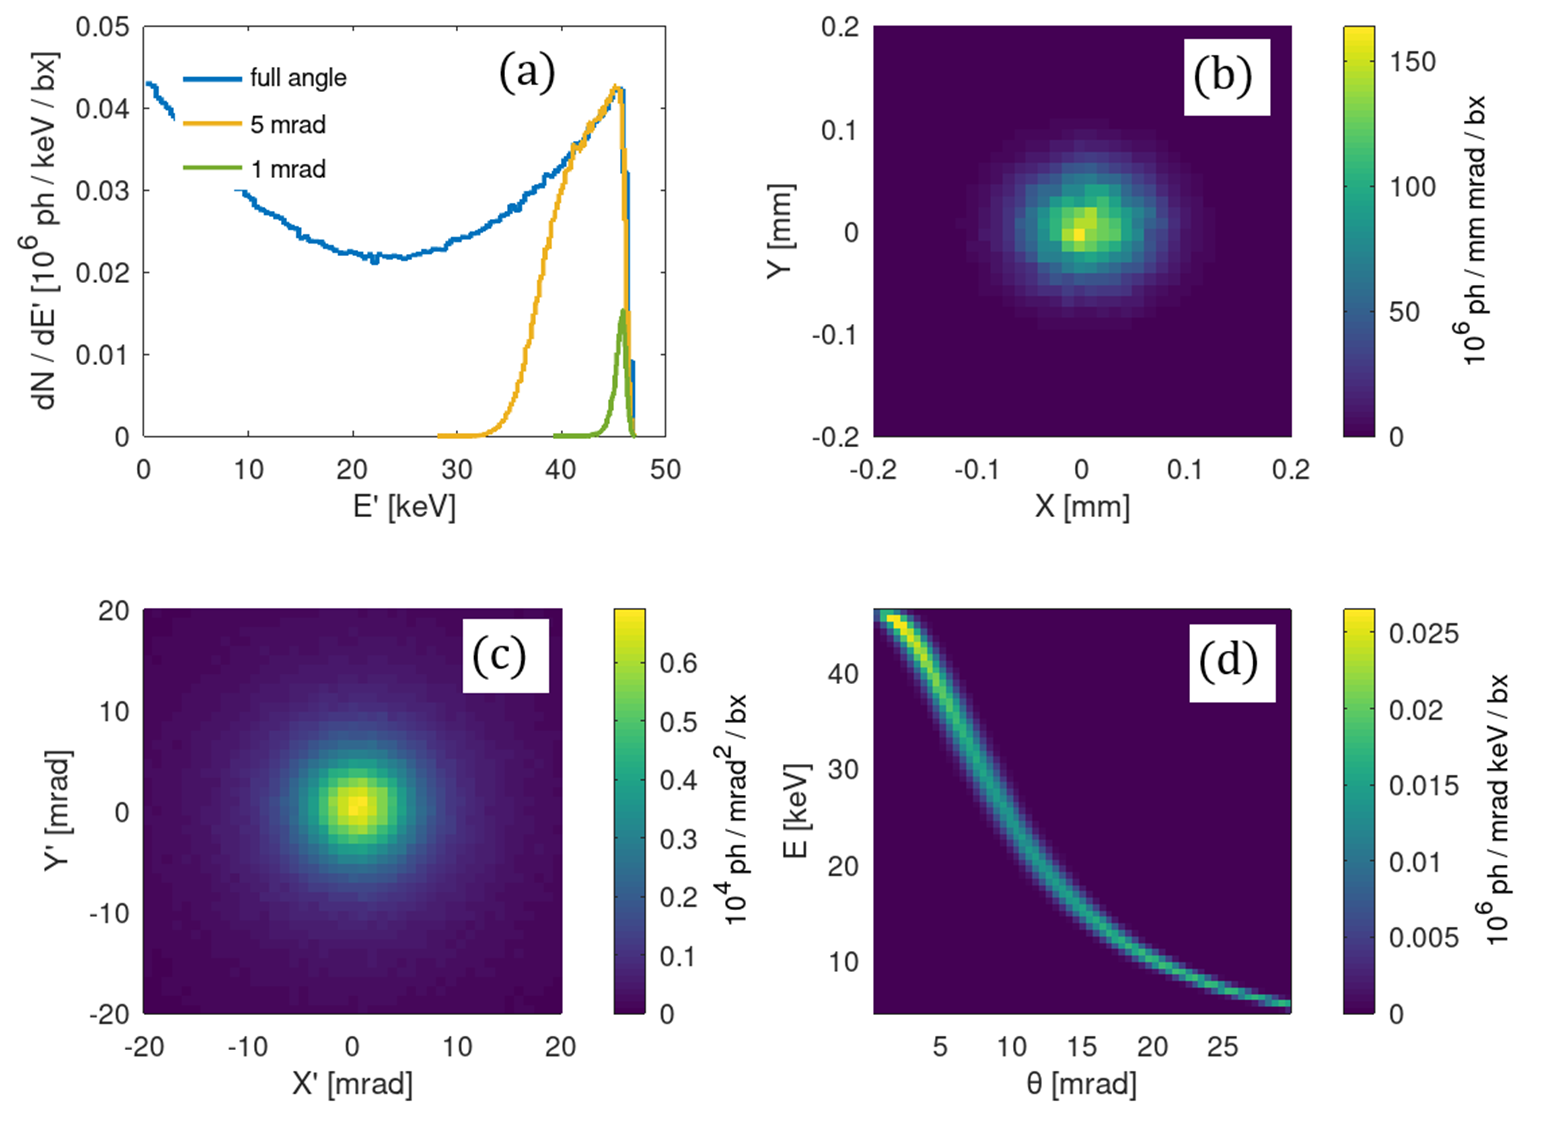 (a)
full angle
5 mrad
1 mrad
dN / dE' [10^6 ph / keV / bx]
0.05
0.04
0.03
0.02
0.01
0
0 10 20 30 40 50
E' [keV]
(b)
Y [mm]
0.2
0.1
0
-0.1
-0.2
-0.2 -0.1 0 0.1 0.2
X [mm]
150
100
50
0
10^6 ph / mm mrad / bx
(c)
Y' [mrad]
20
10
0
-10
-20
-20 -10 0 10 20
X' [mrad]
0.6
0.5
0.4
0.3
0.2
0.1
0
10^4 ph / mrad^2 / bx
(d)
E [keV]
40
30
20
10
5 10 15 20 25
θ [mrad]
0.025
0.02
0.015
0.01
0.005
0
10^6 ph / mrad keV / bx